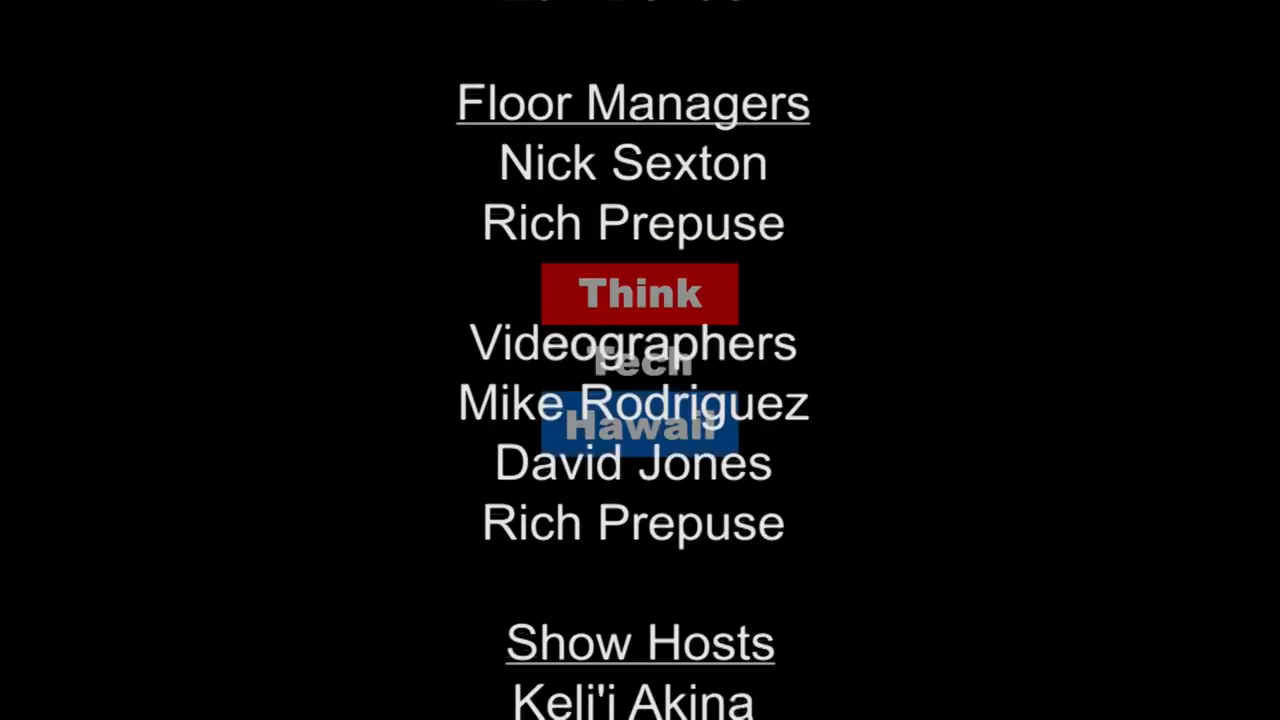 Floor Managers
Nick Sexton
Rich Prepuse
Think
Videographers
Tech
Mike Rodriguez
Hawaii
David Jones
Rich Prepuse
Show Hosts
Keli'i Akina